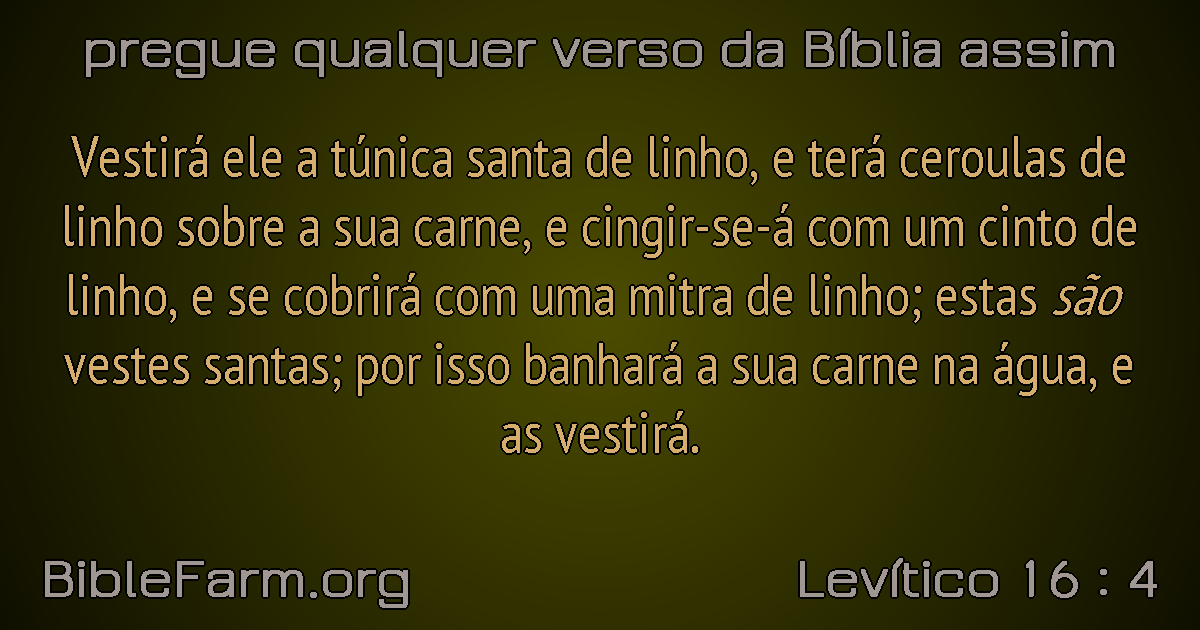 pregue qualquer verso da Bíblia assim
Vestirá ele a túnica santa de linho, e terá ceroulas de
linho sobre a sua carne, e cingir-se-á com um cinto de
linho, e se cobrirá com uma mitra de linho; estas são
vestes santas; por isso banhará a sua carne na água, e
as vestirá.
BibleFarm.org
Levítico 16 : 4